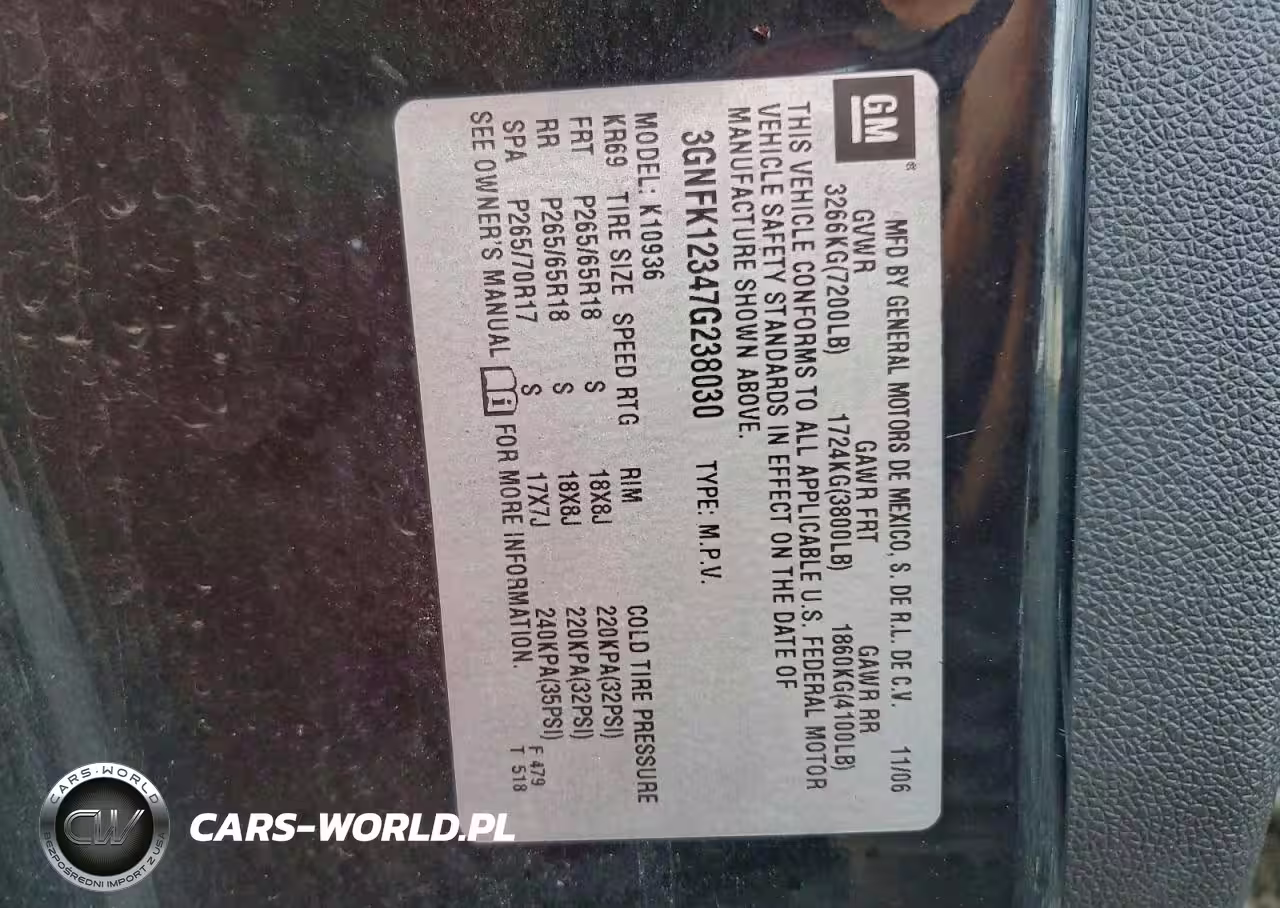 GM®
MFD BY GENERAL MOTORS DE MEXICO, S. DE R.L. DE C.V. 11/06
GVWR GAWR FRT GAWR RR
3266KG(7200LB) 1724KG(3800LB) 1860KG(4100LB)
THIS VEHICLE CONFORMS TO ALL APPLICABLE U.S. FEDERAL MOTOR
VEHICLE SAFETY STANDARDS IN EFFECT ON THE DATE OF
MANUFACTURE SHOWN ABOVE.
3GNFK12347G238030 TYPE: M.P.V.
MODEL: K10936
KR69 TIRE SIZE SPEED RTG RIM COLD TIRE PRESSURE
FRT P265/65R18 S 18X8J 220KPA(32PSI)
RR P265/65R18 S 18X8J 220KPA(32PSI)
SPA P265/70R17 S 17X7J 240KPA(35PSI)
SEE OWNER'S MANUAL i FOR MORE INFORMATION.
F 479
T 518
CARS-WORLD
CW
BEZPOŚREDNI IMPORT Z USA
CARS-WORLD.PL